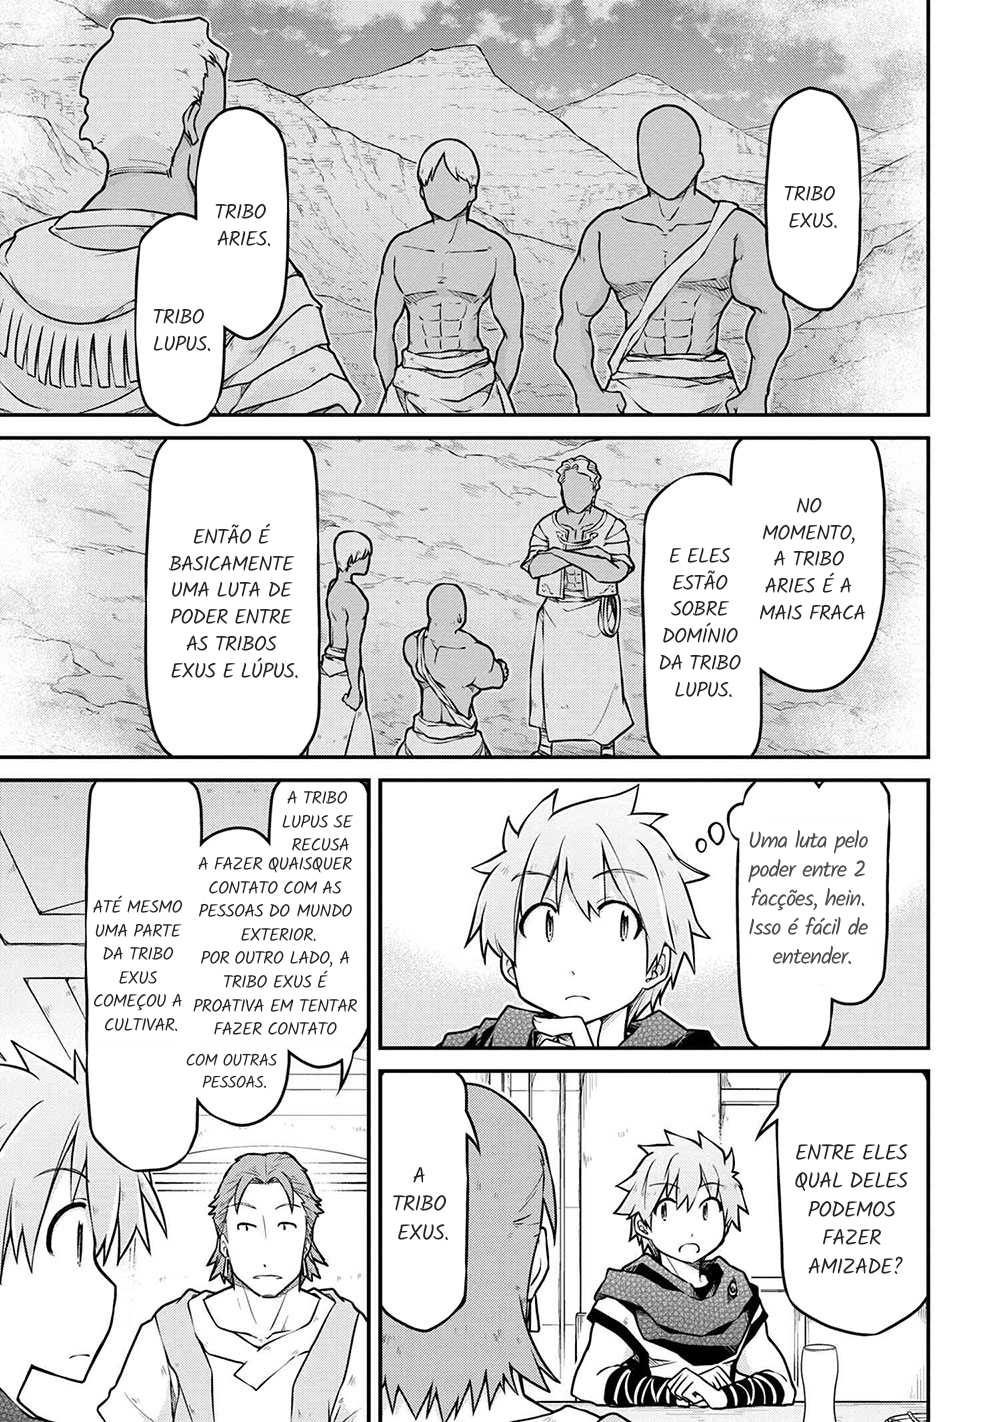 TRIBO
EXUS.
TRIBO
ARIES.
TRIBO
LUPUS.
NO
MOMENTO,
A TRIBO
ARIES É A
MAIS FRACA
E ELES
ESTÃO
SOBRE
DOMÍNIO
DA TRIBO
LUPUS.
ENTÃO É
BASICAMENTE
UMA LUTA DE
PODER ENTRE
AS TRIBOS
EXUS E LÚPUS.
Uma luta pelo
poder entre 2
facções, hein.
Isso é fácil de
entender.
ENTRE ELES
QUAL DELES
PODEMOS
FAZER
AMIZADE?
A
TRIBO
EXUS.
A TRIBO
LUPUS SE
RECUSA
A FAZER QUAISQUER
CONTATO COM AS
PESSOAS DO MUNDO
EXTERIOR.
POR OUTRO LADO, A
TRIBO EXUS É
PROATIVA EM TENTAR
FAZER CONTATO
COM OUTRAS
PESSOAS.
ATÉ MESMO
UMA PARTE
DA TRIBO
EXUS
COMEÇOU A
CULTIVAR.